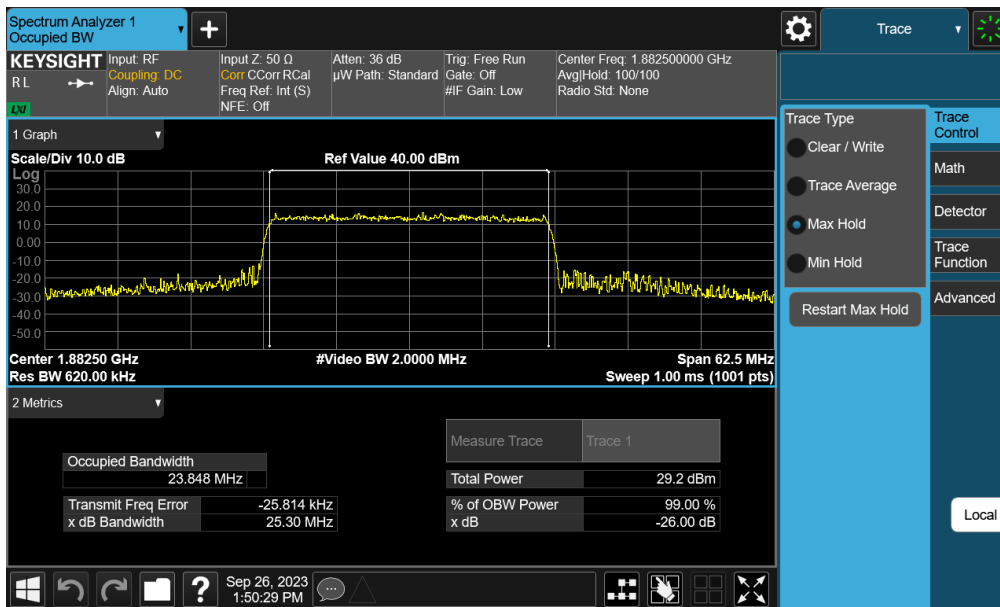 Spectrum Analyzer 1
Occupied BW
+
Trace
KEYSIGHT
R L
LXI
Input: RF
Coupling: DC
Align: Auto
Input Z: 50 Ω
Corr CCorr RCal
Freq Ref: Int (S)
NFE: Off
Atten: 36 dB
µW Path: Standard
Trig: Free Run
Gate: Off
#IF Gain: Low
Center Freq: 1.882500000 GHz
Avg|Hold: 100/100
Radio Std: None
1 Graph
Scale/Div 10.0 dB
Ref Value 40.00 dBm
Log
30.0
20.0
10.0
0.00
-10.0
-20.0
-30.0
-40.0
-50.0
Center 1.88250 GHz
#Video BW 2.0000 MHz
Span 62.5 MHz
Res BW 620.00 kHz
Sweep 1.00 ms (1001 pts)
2 Metrics
Measure Trace
Trace 1
Occupied Bandwidth
23.848 MHz
Total Power
29.2 dBm
Transmit Freq Error
-25.814 kHz
% of OBW Power
99.00 %
x dB Bandwidth
25.30 MHz
x dB
-26.00 dB
Trace Type
Clear / Write
Trace Average
Max Hold
Min Hold
Restart Max Hold
Trace
Control
Math
Detector
Trace
Function
Advanced
Local
?
Sep 26, 2023
1:50:29 PM